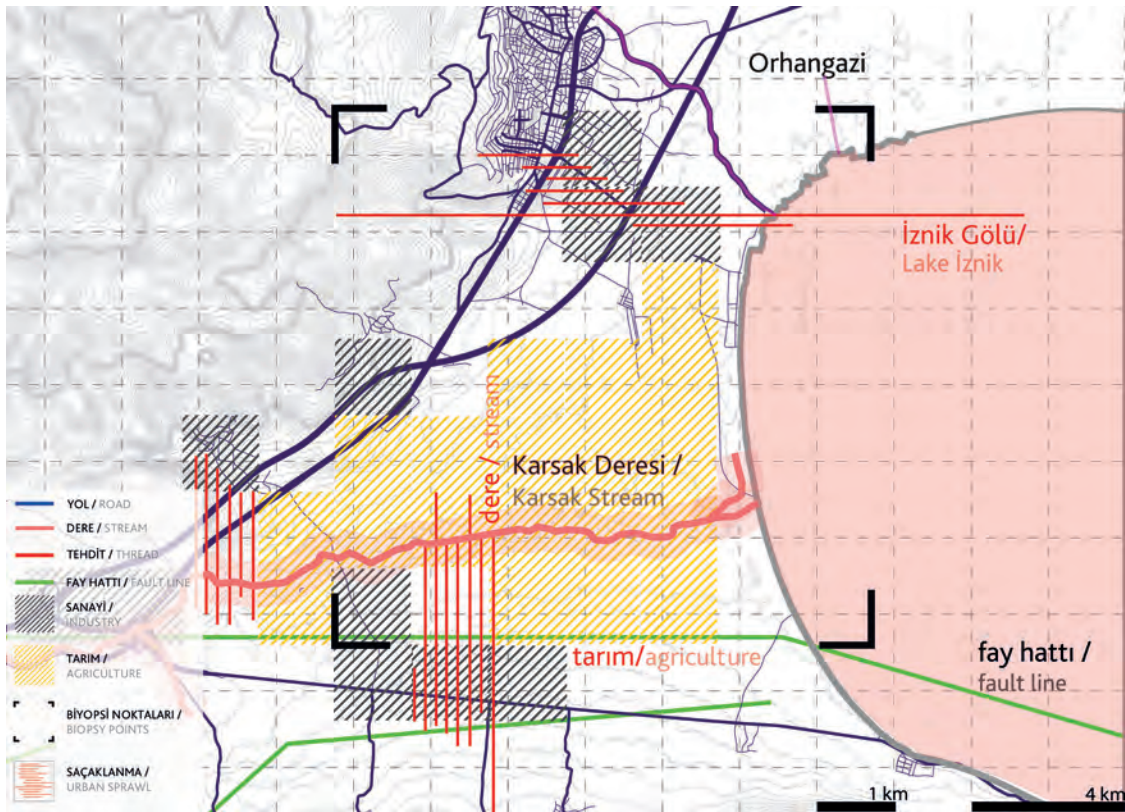 Orhangazi
İznik Gölü/
Lake İznik
dere / stream
Karsak Deresi /
Karsak Stream
tarım/agriculture
fay hattı /
fault line
YOL / ROAD
DERE / STREAM
TEHDİT / THREAD
FAY HATTI / FAULT LINE
SANAYİ /
INDUSTRY
TARIM /
AGRICULTURE
BİYOPSİ NOKTALARI /
BIOPSY POINTS
SAÇAKLANMA /
URBAN SPRAWL
1 km
4 km